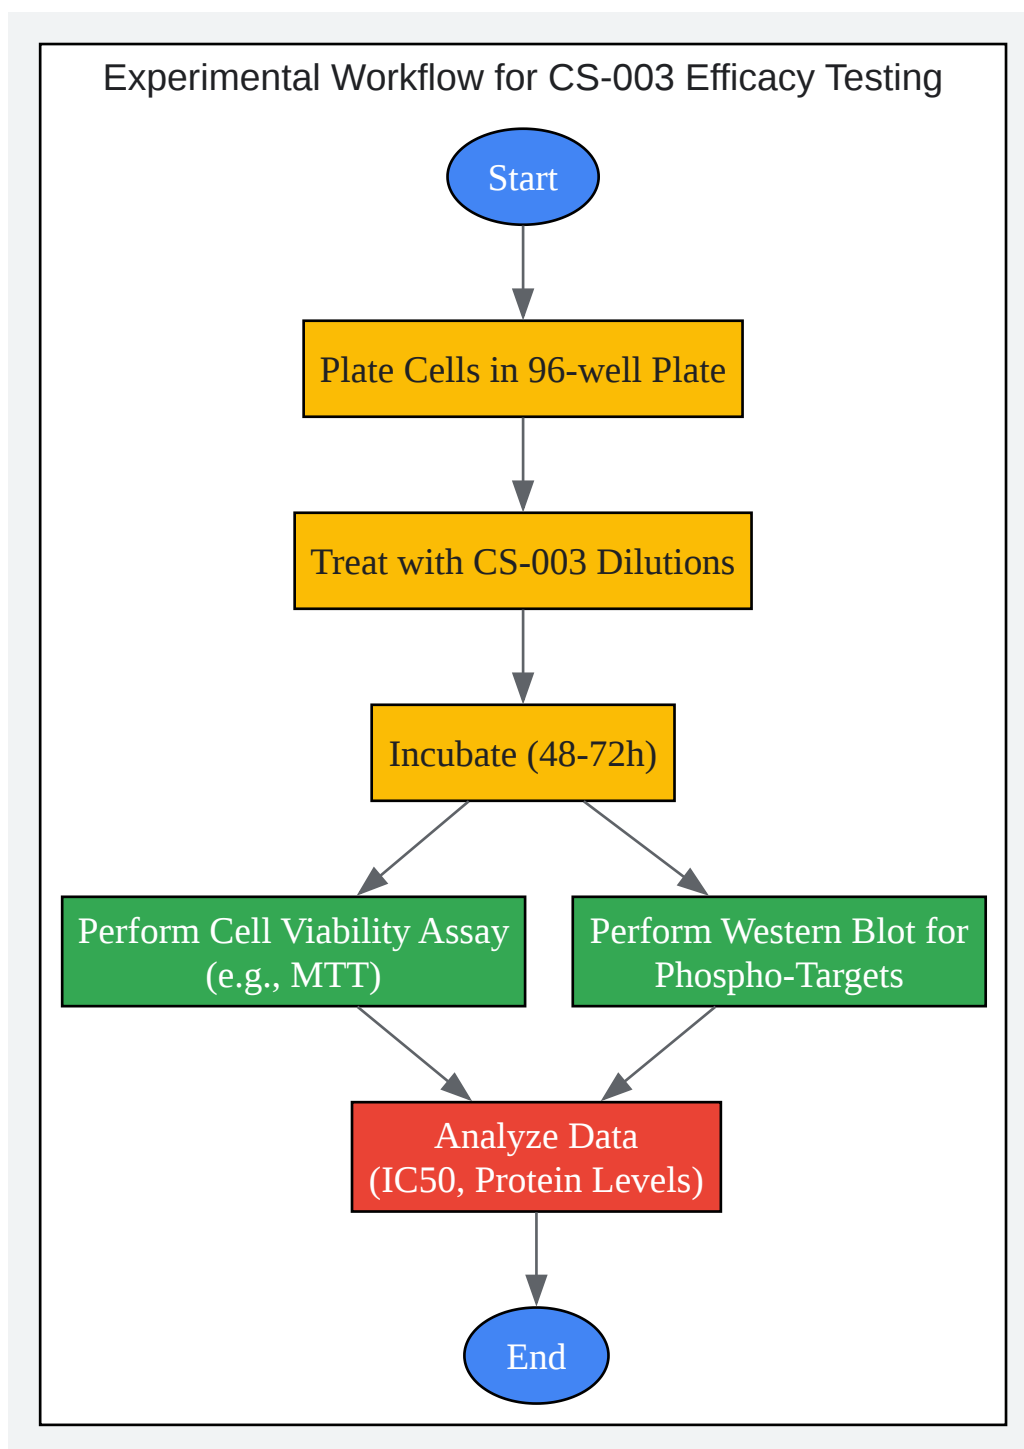 Experimental Workflow for CS-003 Efficacy Testing
Start
Plate Cells in 96-well Plate
Treat with CS-003 Dilutions
Incubate (48-72h)
Perform Cell Viability Assay
(e.g., MTT)
Perform Western Blot for
Phospho-Targets
Analyze Data
(IC50, Protein Levels)
End